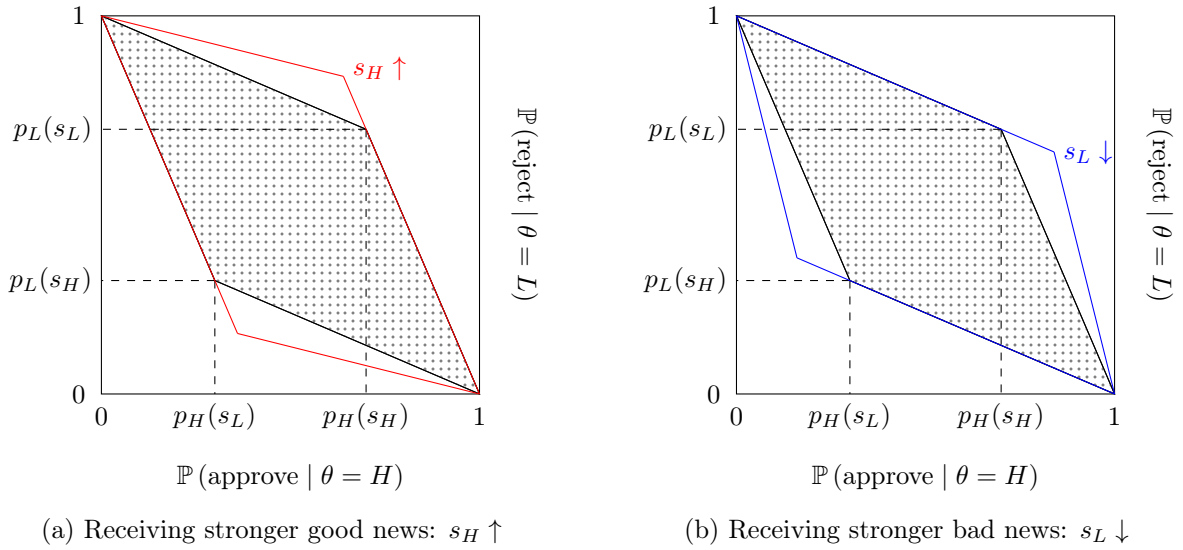 1
s_H ↑
p_L(s_L)
p_L(s_H)
0
0
p_H(s_L)
p_H(s_H)
1
ℙ (approve | θ = H)
ℙ (reject | θ = L)
(a) Receiving stronger good news: s_H ↑
1
p_L(s_L)
s_L ↓
p_L(s_H)
0
0
p_H(s_L)
p_H(s_H)
1
ℙ (approve | θ = H)
ℙ (reject | θ = L)
(b) Receiving stronger bad news: s_L ↓